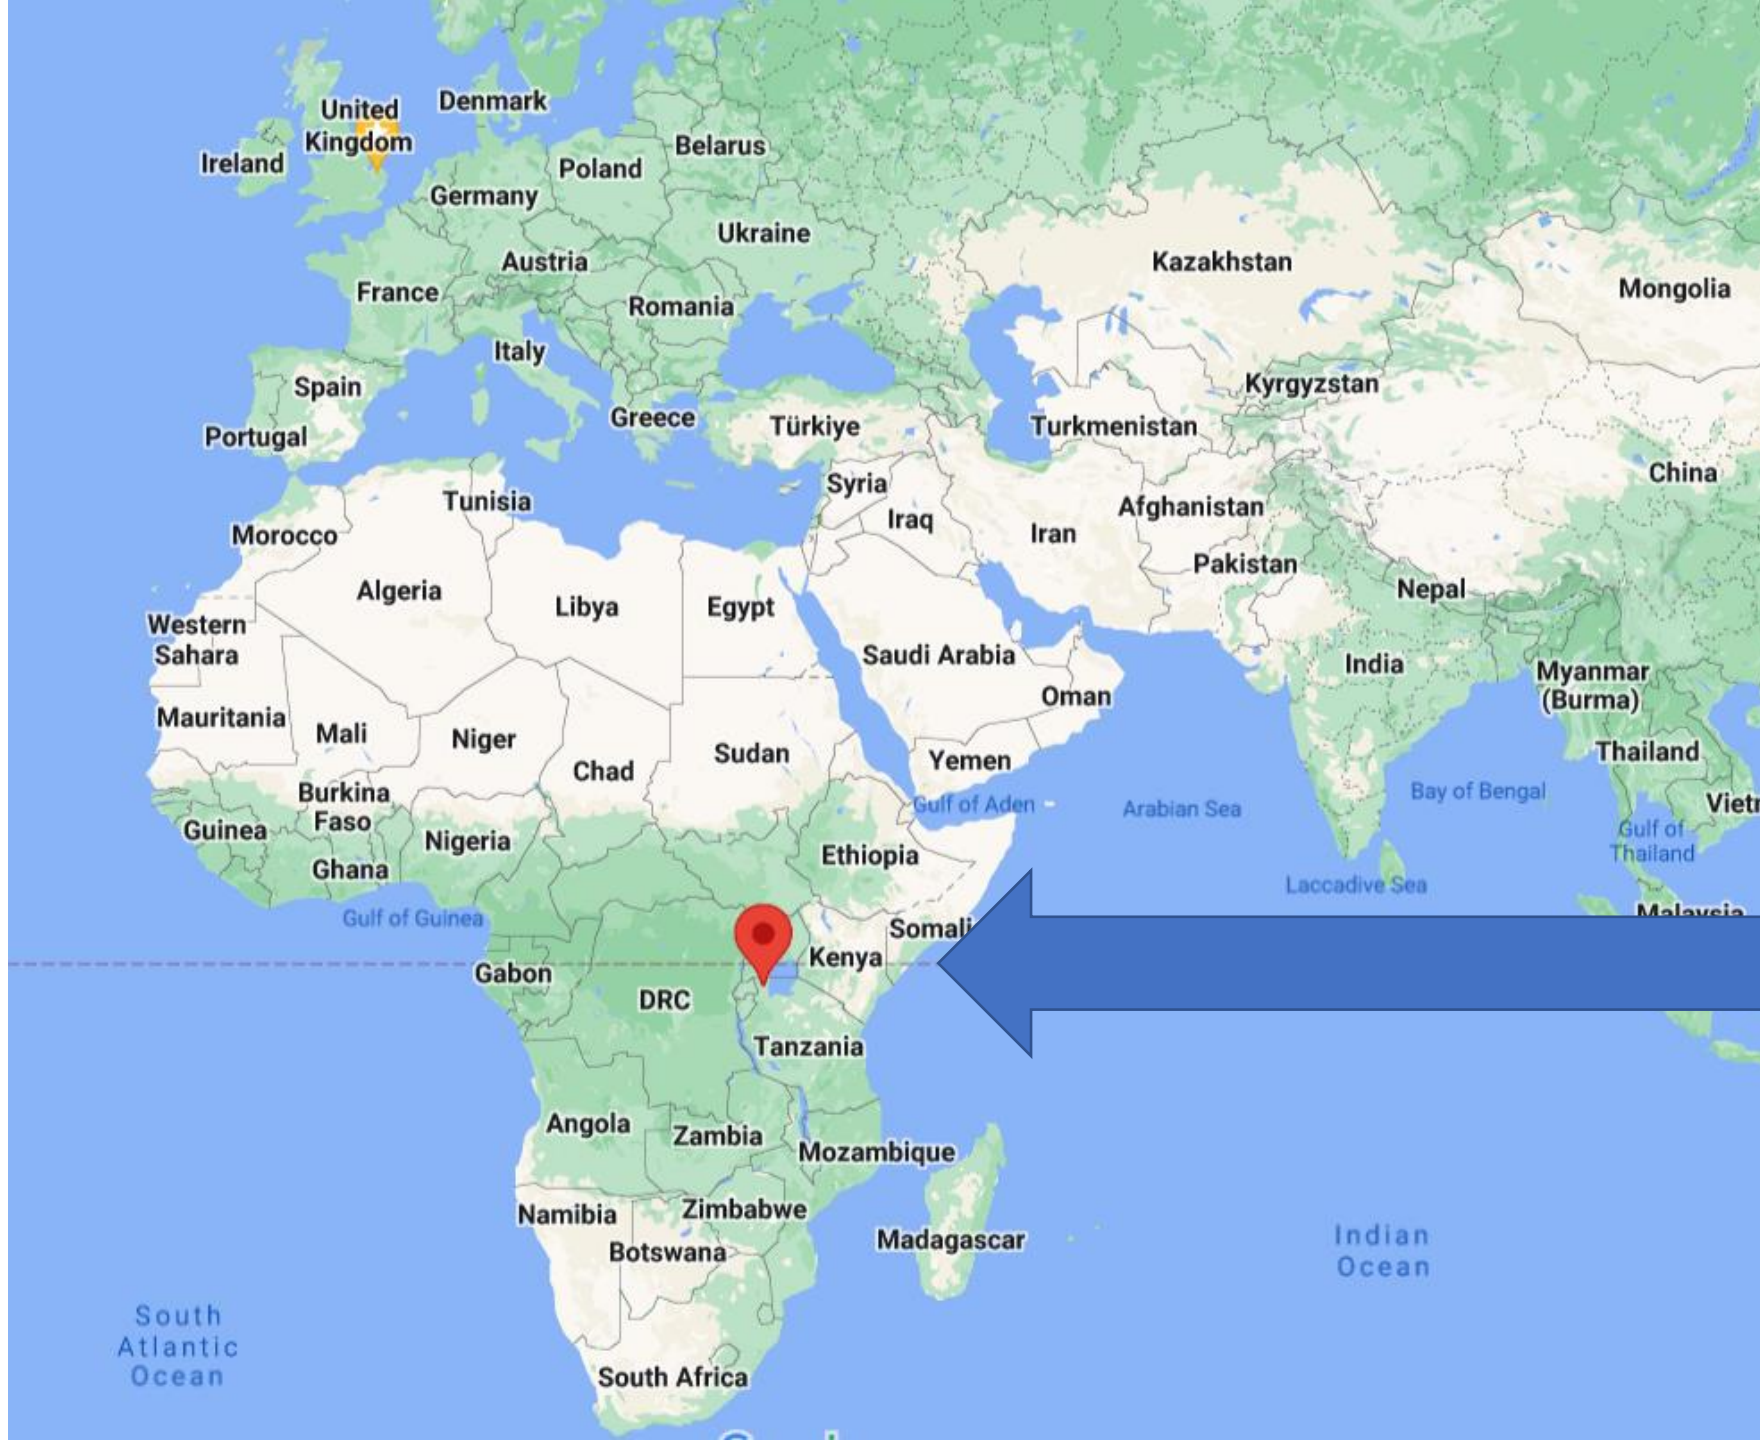 United
Kingdom
Denmark
Ireland
Belarus
Poland
Germany
Ukraine
Austria
France
Romania
Kazakhstan
Mongolia
Italy
Spain
Kyrgyzstan
Greece
Türkiye
Turkmenistan
Portugal
China
Syria
Tunisia
Afghanistan
Iraq
Iran
Morocco
Pakistan
Algeria
Nepal
Libya
Egypt
Western
Sahara
Saudi Arabia
India
Myanmar
(Burma)
Oman
Mauritania
Mali
Niger
Sudan
Thailand
Yemen
Chad
Burkina
Faso
Bay of Bengal
Gulf of Aden
Arabian Sea
Vietn
Guinea
Nigeria
Gulf of
Thailand
Ethiopia
Ghana
Laccadive Sea
Malaysia
Gulf of Guinea
Somali
Kenya
Gabon
DRC
Tanzania
Angola
Zambia
Mozambique
Zimbabwe
Namibia
Botswana
Madagascar
Indian
Ocean
South
Atlantic
Ocean
South Africa